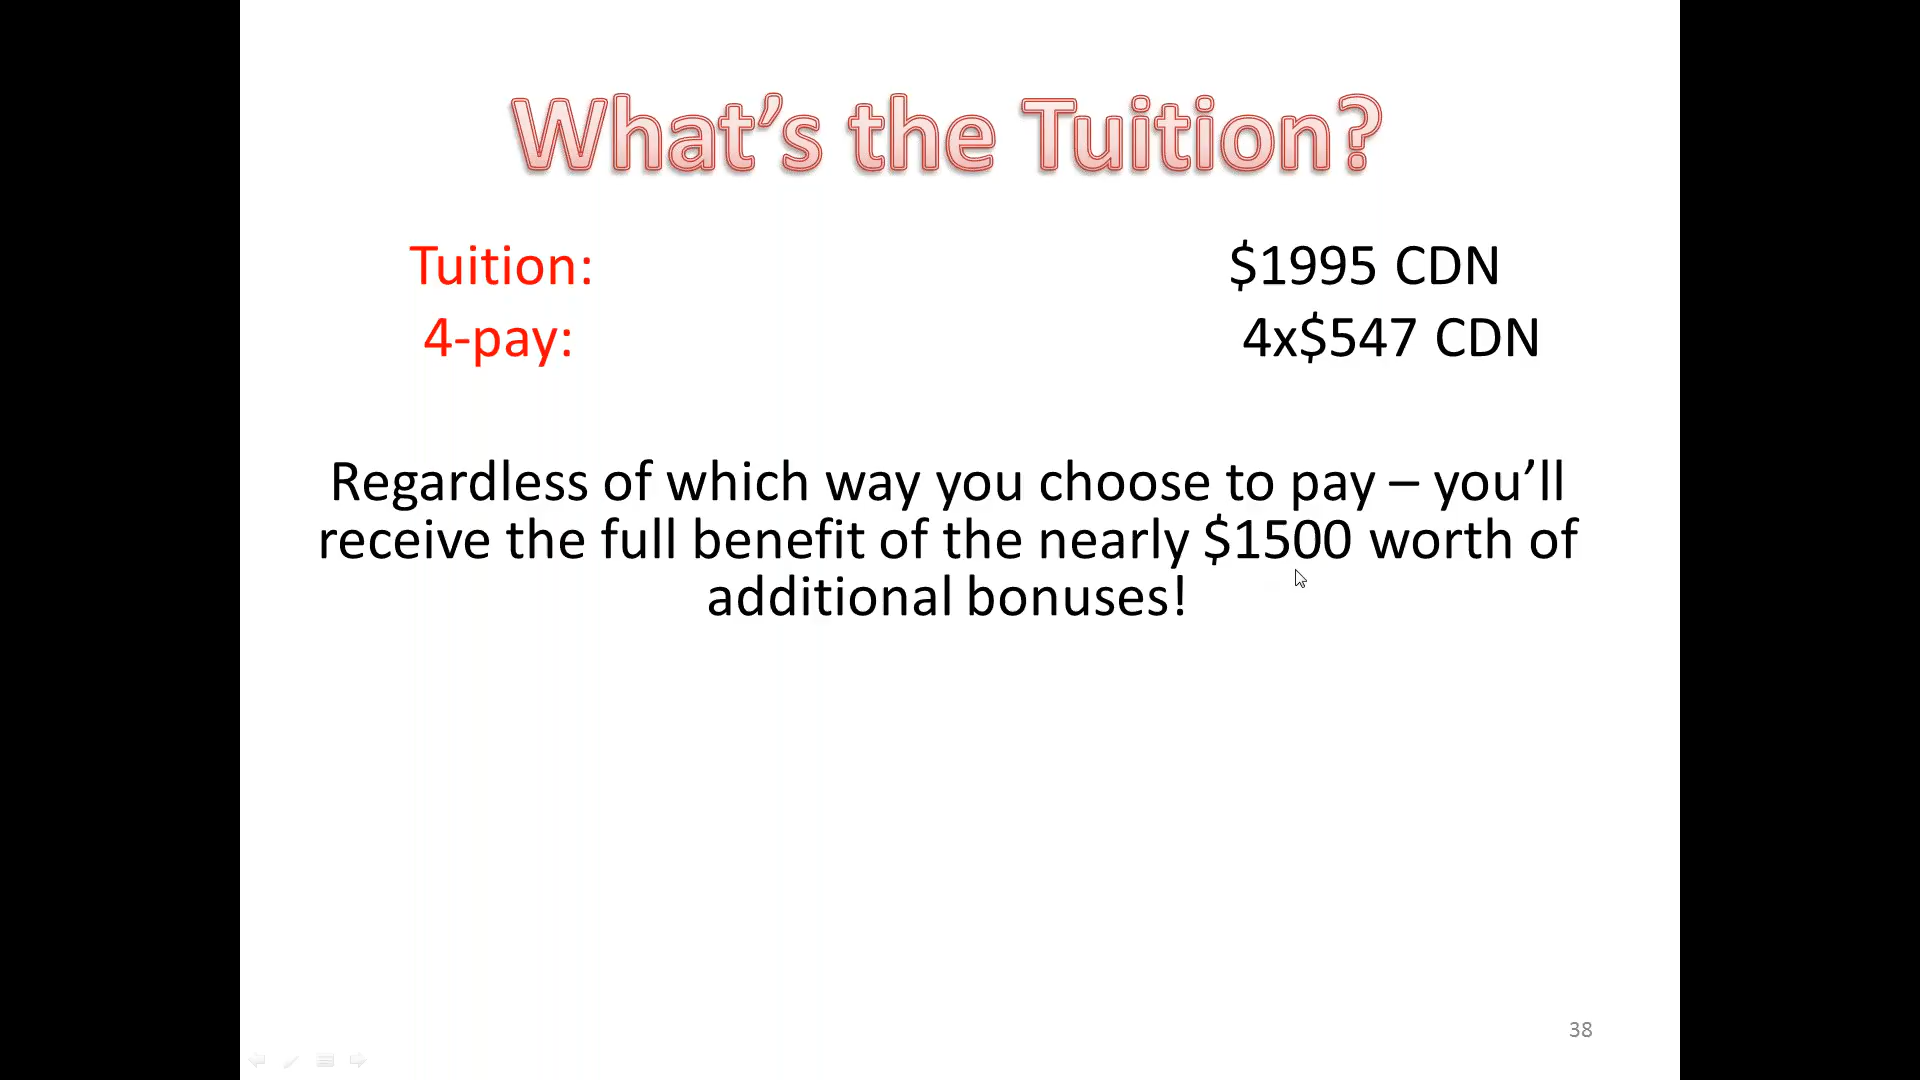 What's the Tuition?
Tuition: $1995 CDN
4-pay: 4x$547 CDN
Regardless of which way you choose to pay – you'll
receive the full benefit of the nearly $1500 worth of
additional bonuses!
38